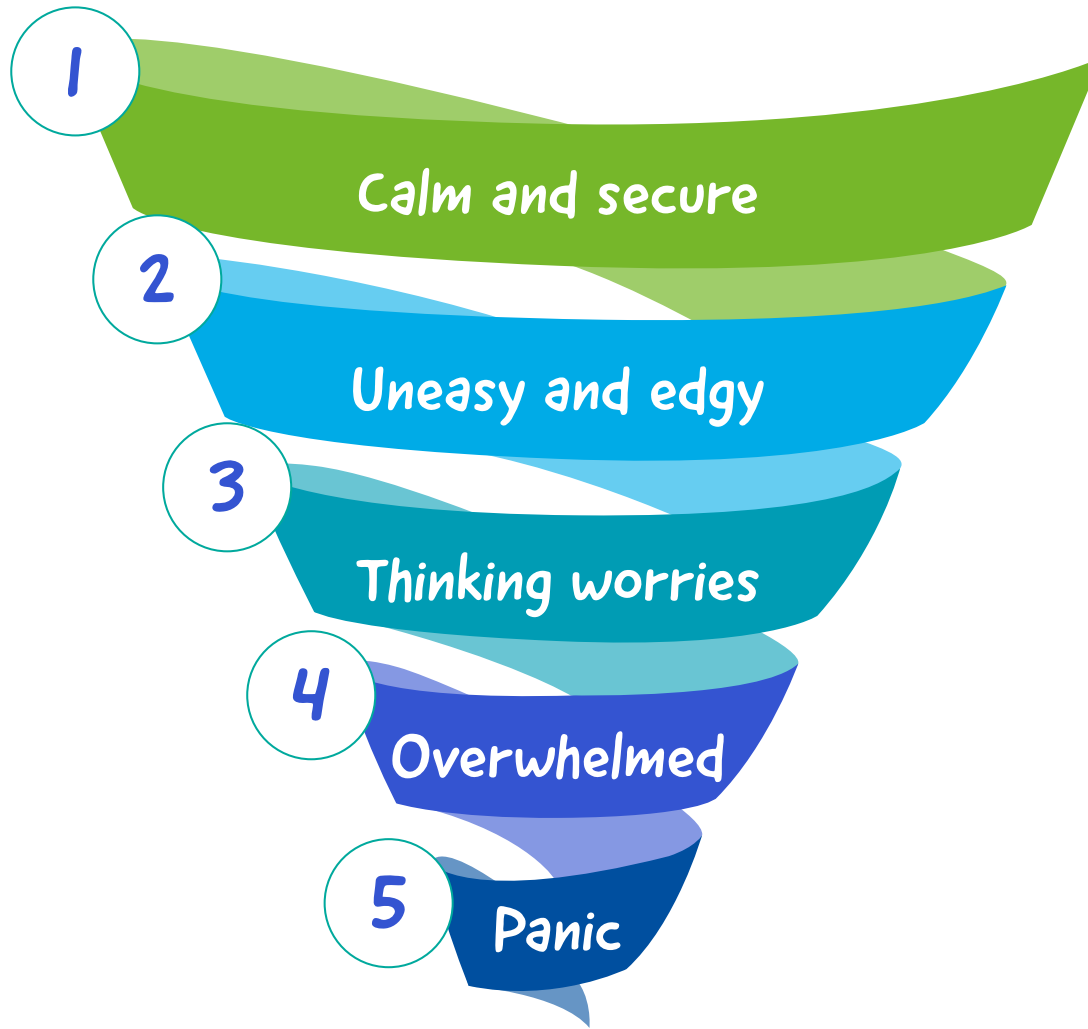 1
Calm and secure
2
Uneasy and edgy
3
Thinking worries
4
Overwhelmed
5
Panic